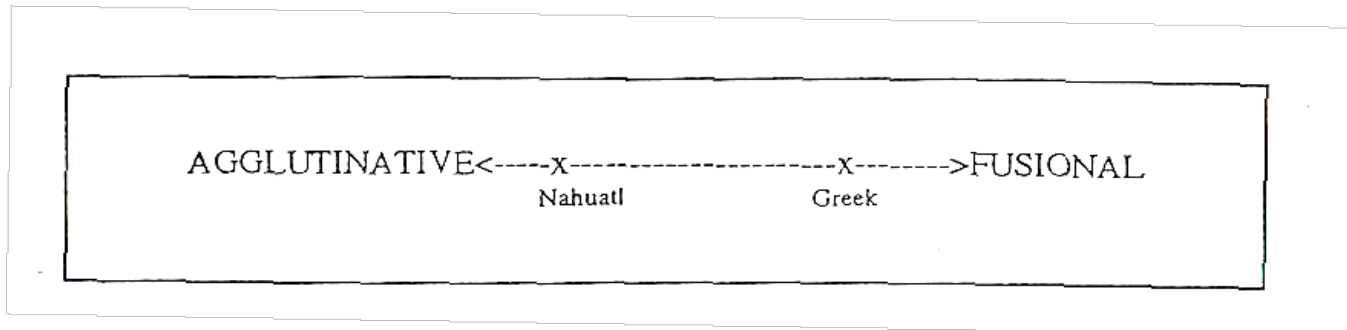 AGGLUTINATIVE<-----x----------------------------x--------->FUSIONAL
Nahuatl Greek